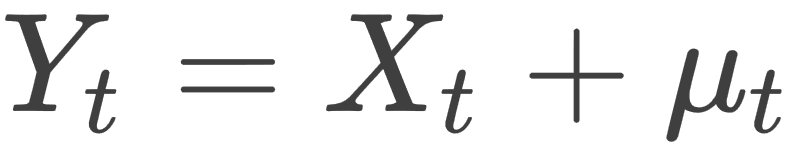 Yₜ = Xₜ + μₜ